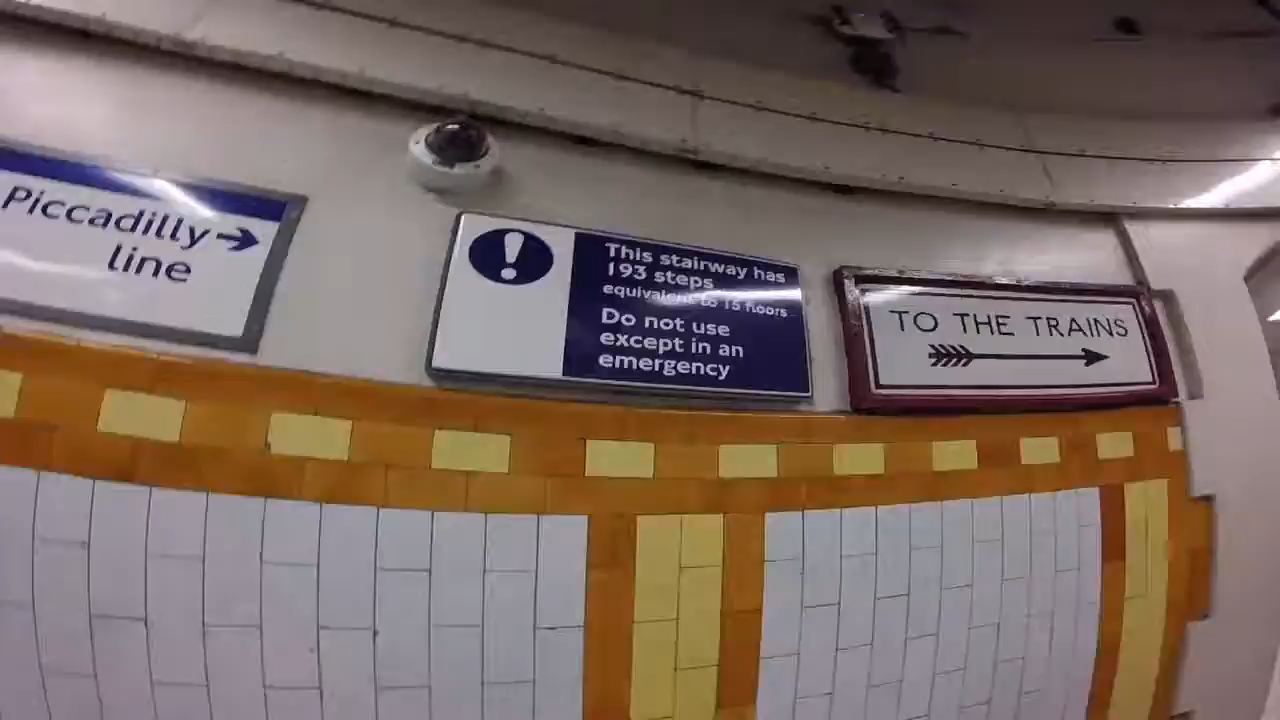 Piccadilly
line
This stairway has
193 steps
equivalent to 15 floors
Do not use
except in an
emergency
TO THE TRAINS